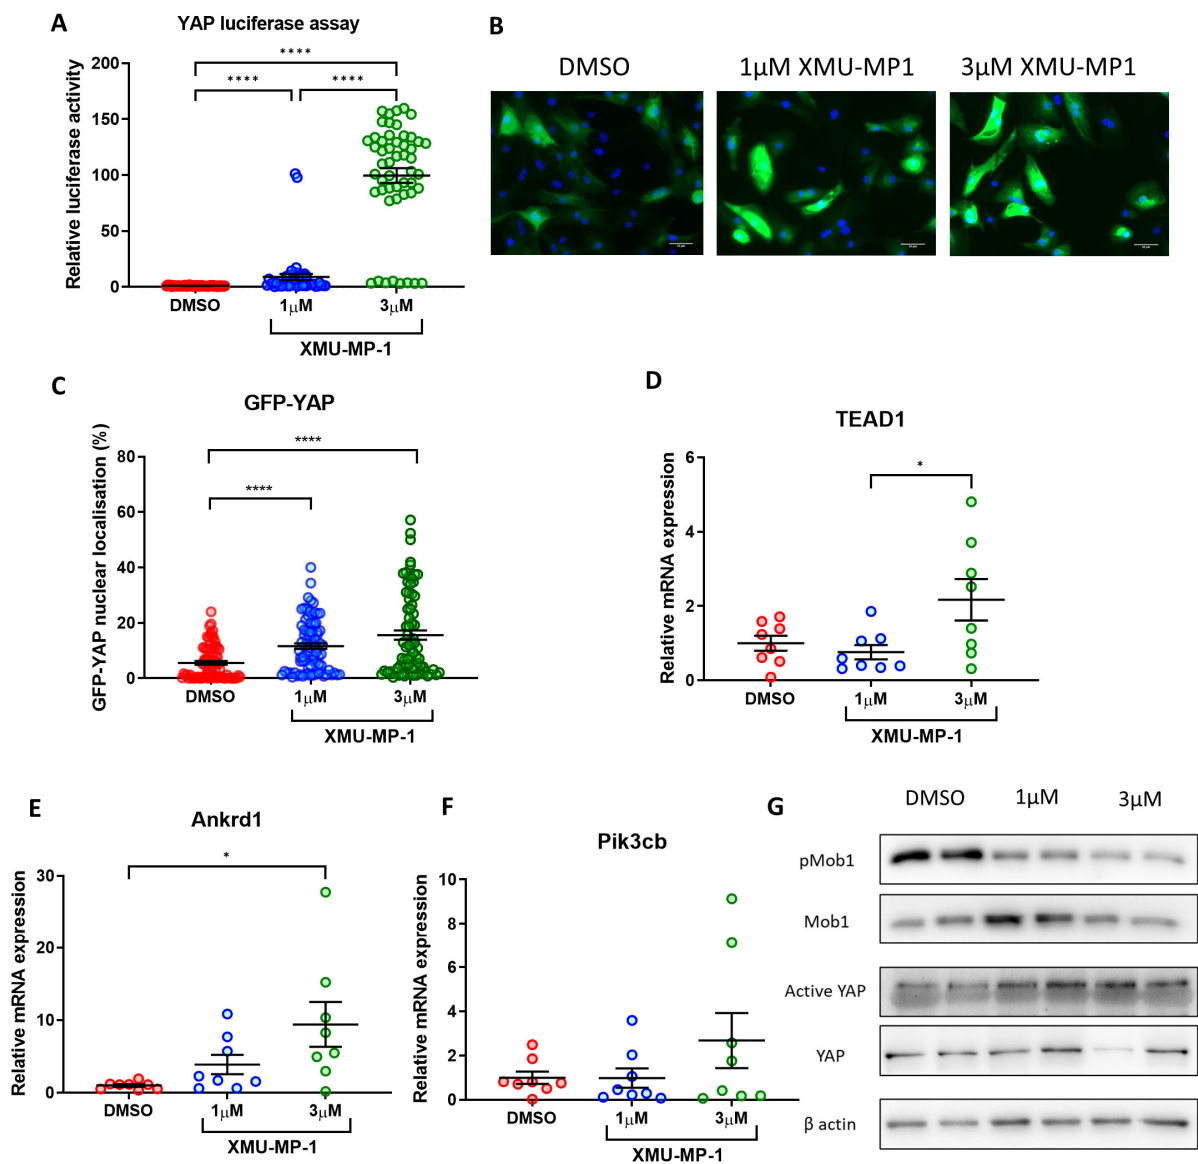 A
YAP luciferase assay
Relative luciferase activity
200
150
100
50
0
****
****
****
DMSO
1μM
3μM
XMU-MP-1
B
DMSO
1μM XMU-MP1
3μM XMU-MP1
C
GFP-YAP
GFP-YAP nuclear localisation (%)
80
60
40
20
0
****
****
DMSO
1μM
3μM
XMU-MP-1
D
TEAD1
Relative mRNA expression
6
4
2
0
*
DMSO
1μM
3μM
XMU-MP-1
E
Ankrd1
Relative mRNA expression
30
20
10
0
*
DMSO
1μM
3μM
XMU-MP-1
F
Pik3cb
Relative mRNA expression
10
8
6
4
2
0
DMSO
1μM
3μM
XMU-MP-1
G
DMSO
1μM
3μM
pMob1
Mob1
Active YAP
YAP
β actin